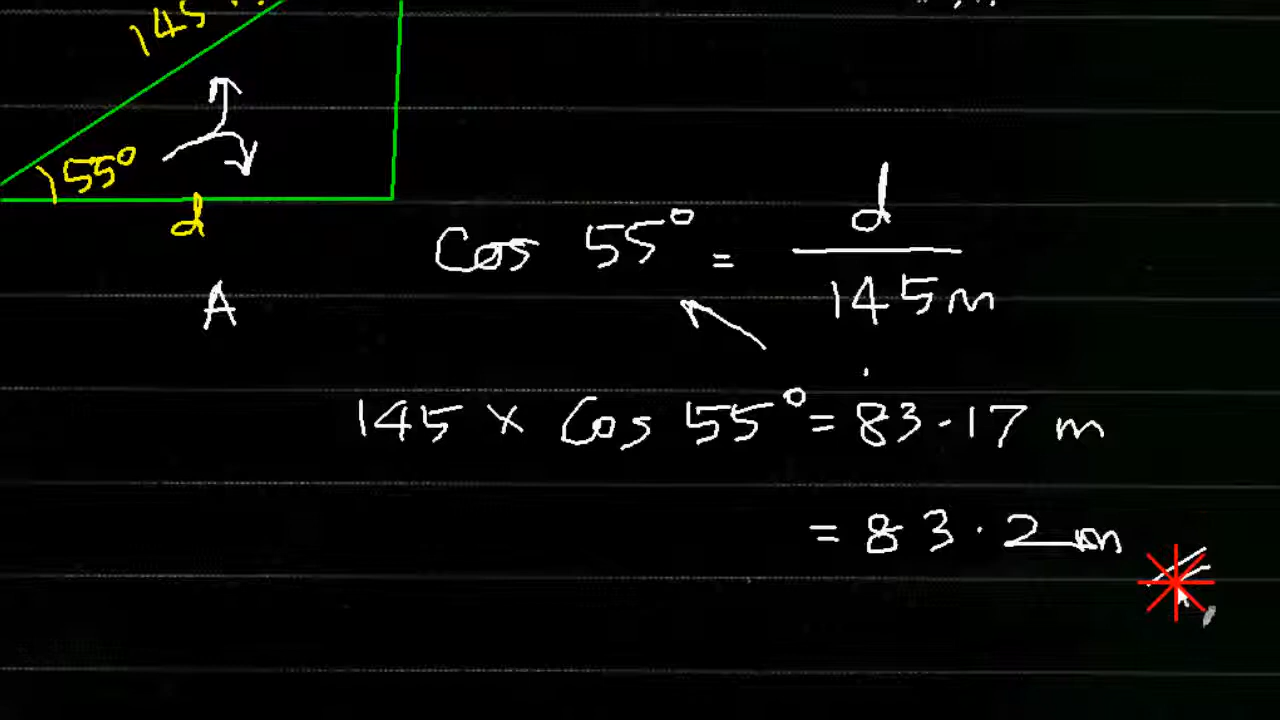 145
55°
d
A
Cos 55° = d / 145m
145 × Cos 55° = 83.17 m
= 83.2 m